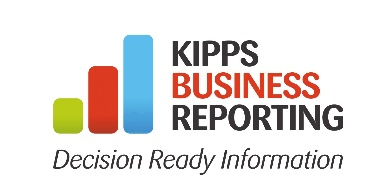 KIPPS
BUSINESS
REPORTING
Decision Ready Information